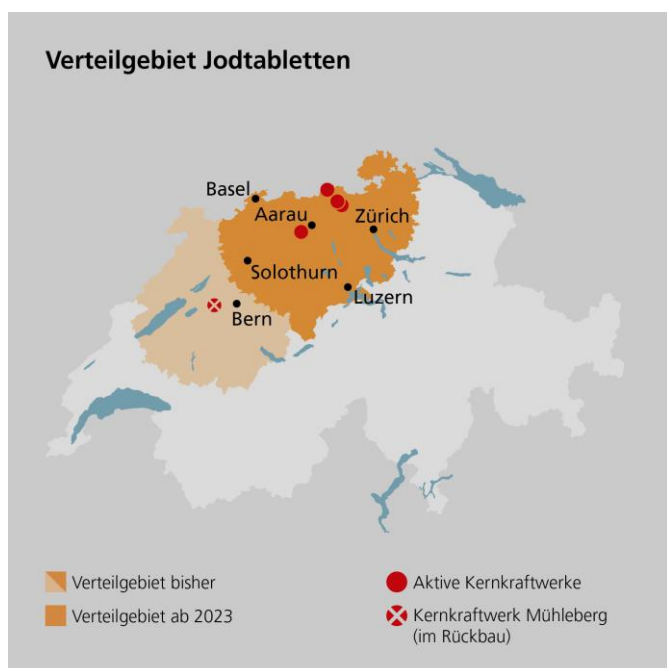 Verteilgebiet Jodtabletten
Basel
Aarau
Zürich
Solothurn
Luzern
Bern
Verteilgebiet bisher
Verteilgebiet ab 2023
Aktive Kernkraftwerke
Kernkraftwerk Mühleberg
(im Rückbau)